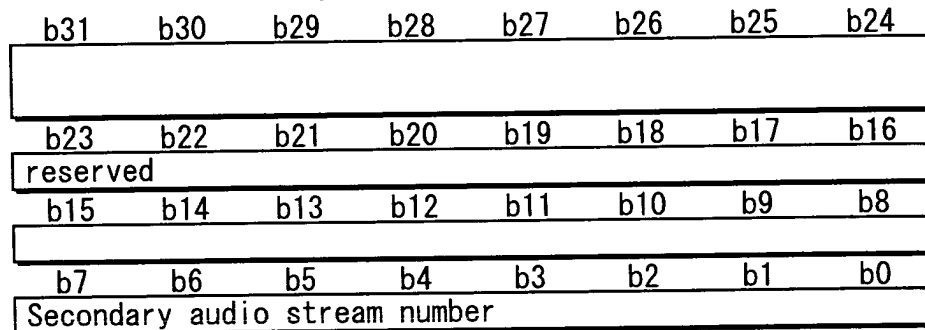 b31 b30 b29 b28 b27 b26 b25 b24
b23 b22 b21 b20 b19 b18 b17 b16
reserved
b15 b14 b13 b12 b11 b10 b9 b8
b7 b6 b5 b4 b3 b2 b1 b0
Secondary audio stream number